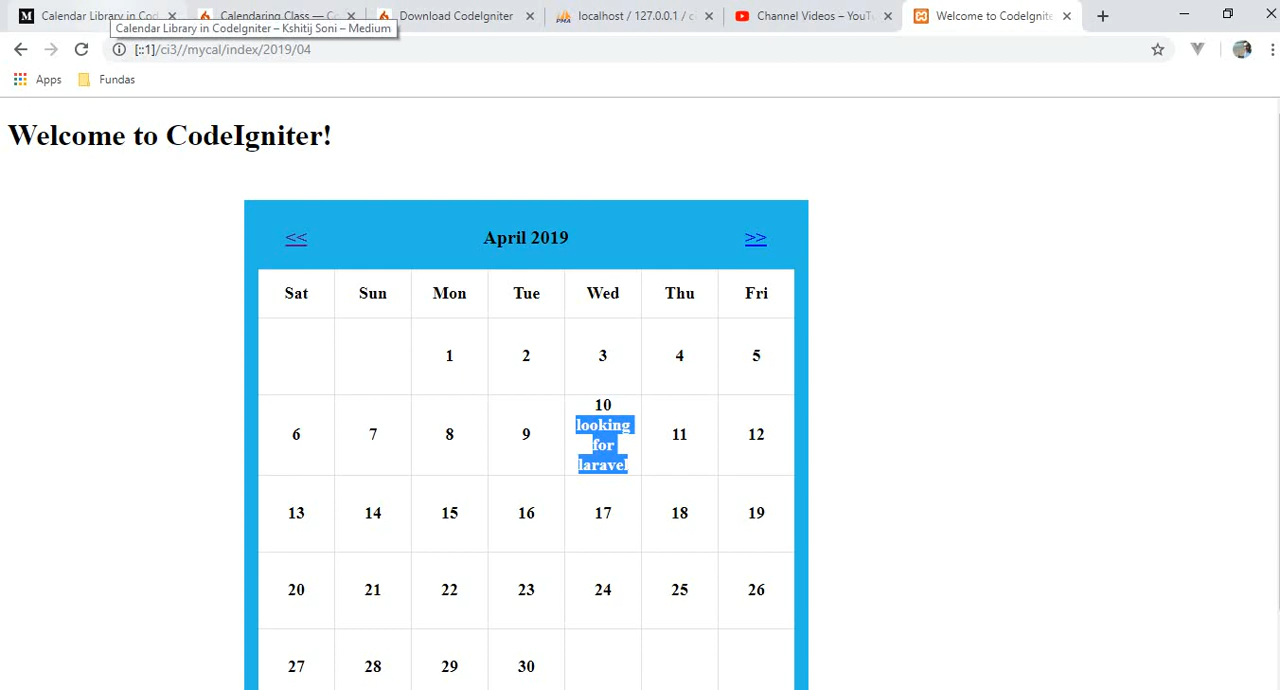 Calendar Library in Cod
Calendaring Class — Co
Download CodeIgniter
localhost / 127.0.0.1 / c
Channel Videos – YouTu
Welcome to CodeIgnite
Calendar Library in CodeIgniter – Kshitij Soni – Medium
[::1]/ci3//mycal/index/2019/04
Apps
Fundas
Welcome to CodeIgniter!
<< April 2019 >>
Sat Sun Mon Tue Wed Thu Fri
1 2 3 4 5
6 7 8 9 10 11 12
looking
for
laravel
13 14 15 16 17 18 19
20 21 22 23 24 25 26
27 28 29 30